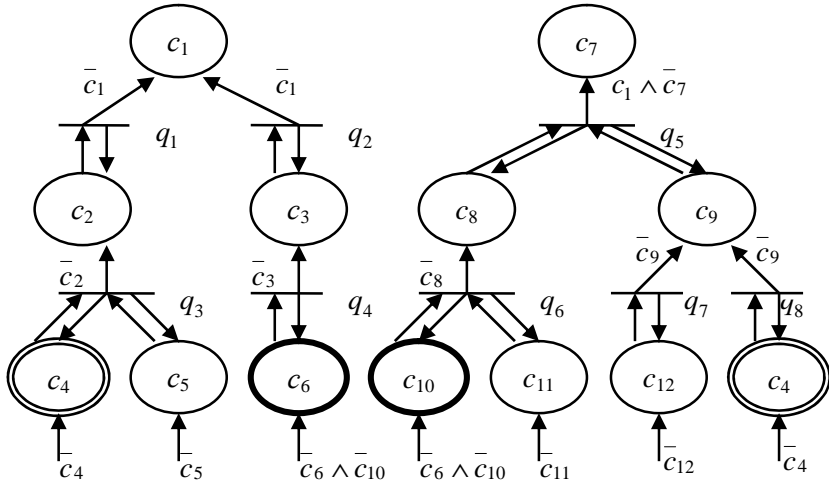 c₁ c₇
c̄₁ c̄₁ c₁ ∧ c̄₇
q₁ q₂ q₅
c₂ c₃ c₈ c₉
c̄₂ c̄₃ c̄₈ c̄₉ c̄₉
q₃ q₄ q₆ q₇ q₈
c₄ c₅ c₆ c₁₀ c₁₁ c₁₂ c₄
c̄₄ c̄₅ c̄₆ ∧ c̄₁₀ c̄₆ ∧ c̄₁₀ c̄₁₁ c̄₁₂ c̄₄